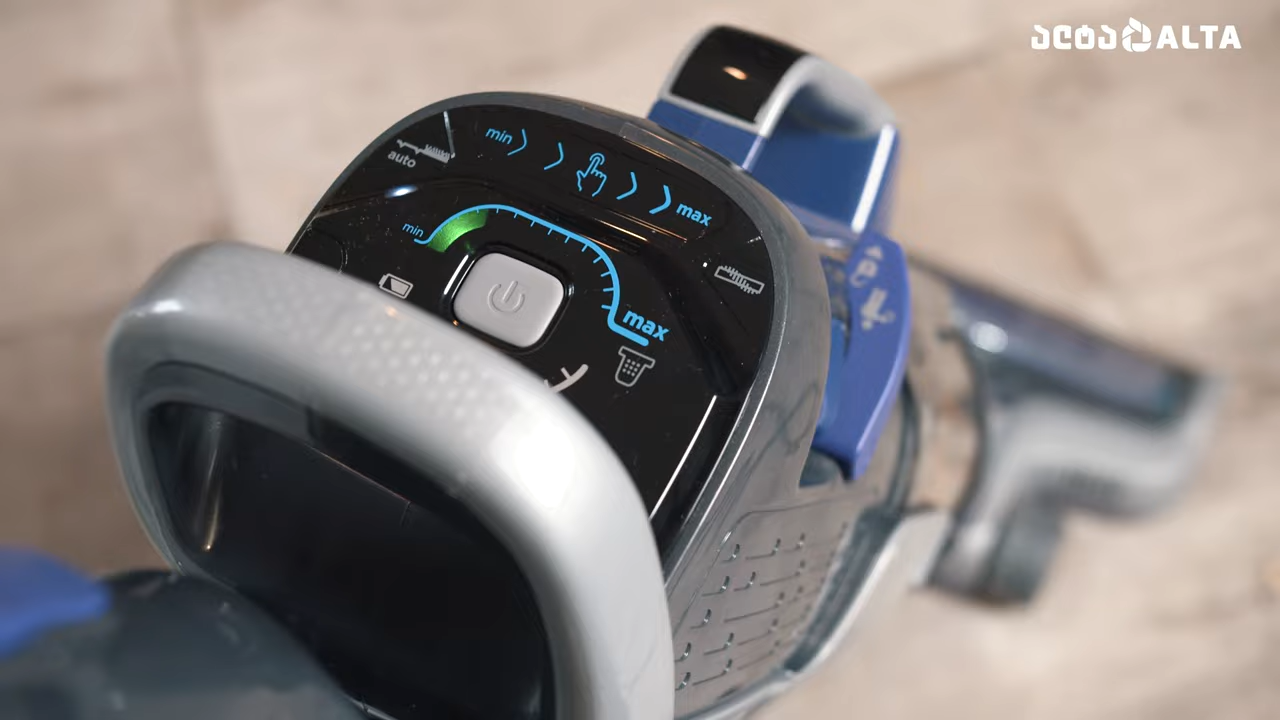 ალტა ALTA
min max
auto
min
max